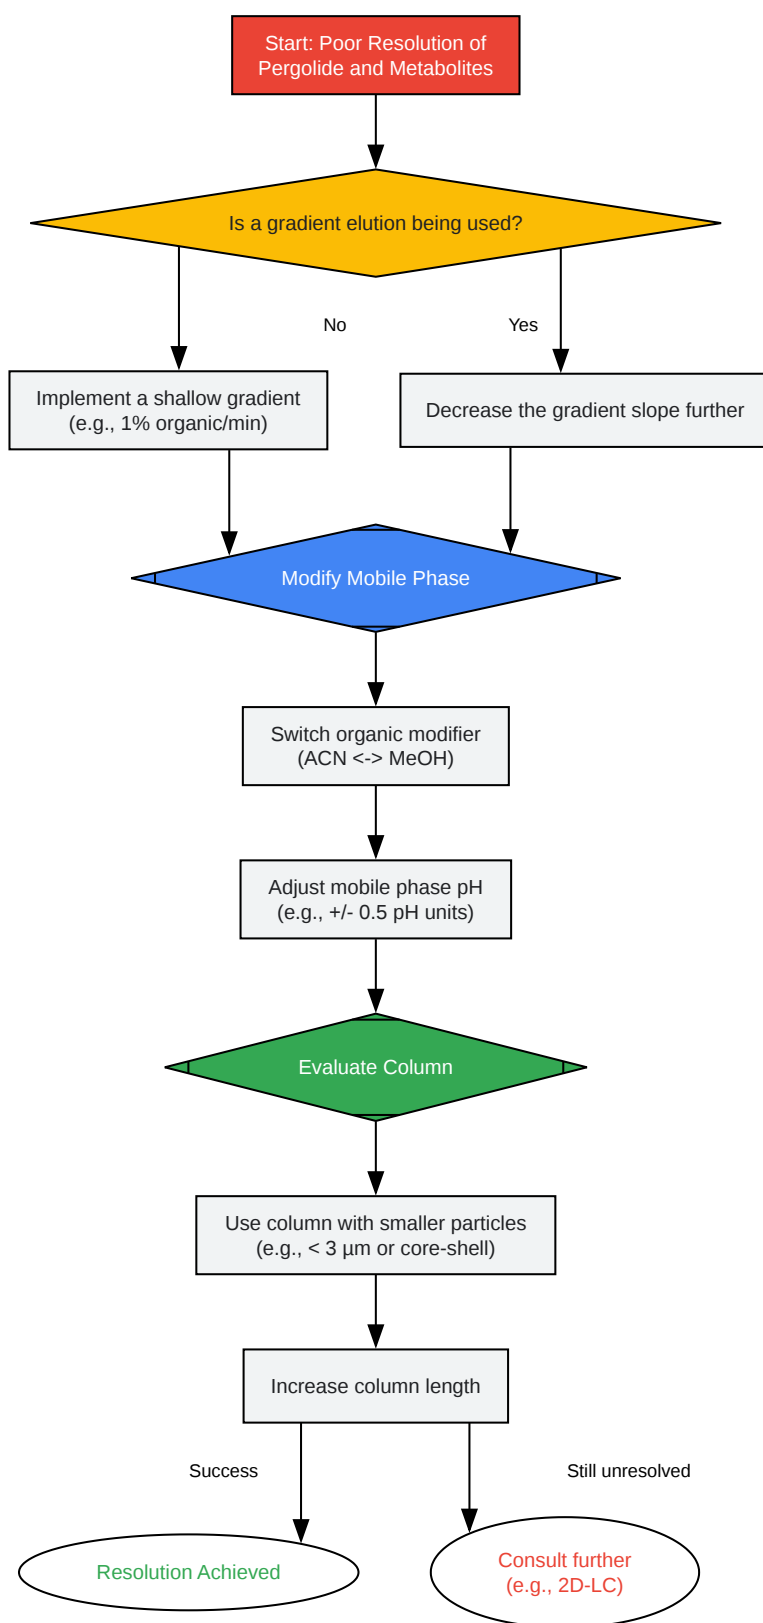 Start: Poor Resolution of
Pergolide and Metabolites
Is a gradient elution being used?
No
Yes
Implement a shallow gradient
(e.g., 1% organic/min)
Decrease the gradient slope further
Modify Mobile Phase
Switch organic modifier
(ACN <-> MeOH)
Adjust mobile phase pH
(e.g., +/- 0.5 pH units)
Evaluate Column
Use column with smaller particles
(e.g., < 3 µm or core-shell)
Increase column length
Success
Still unresolved
Resolution Achieved
Consult further
(e.g., 2D-LC)